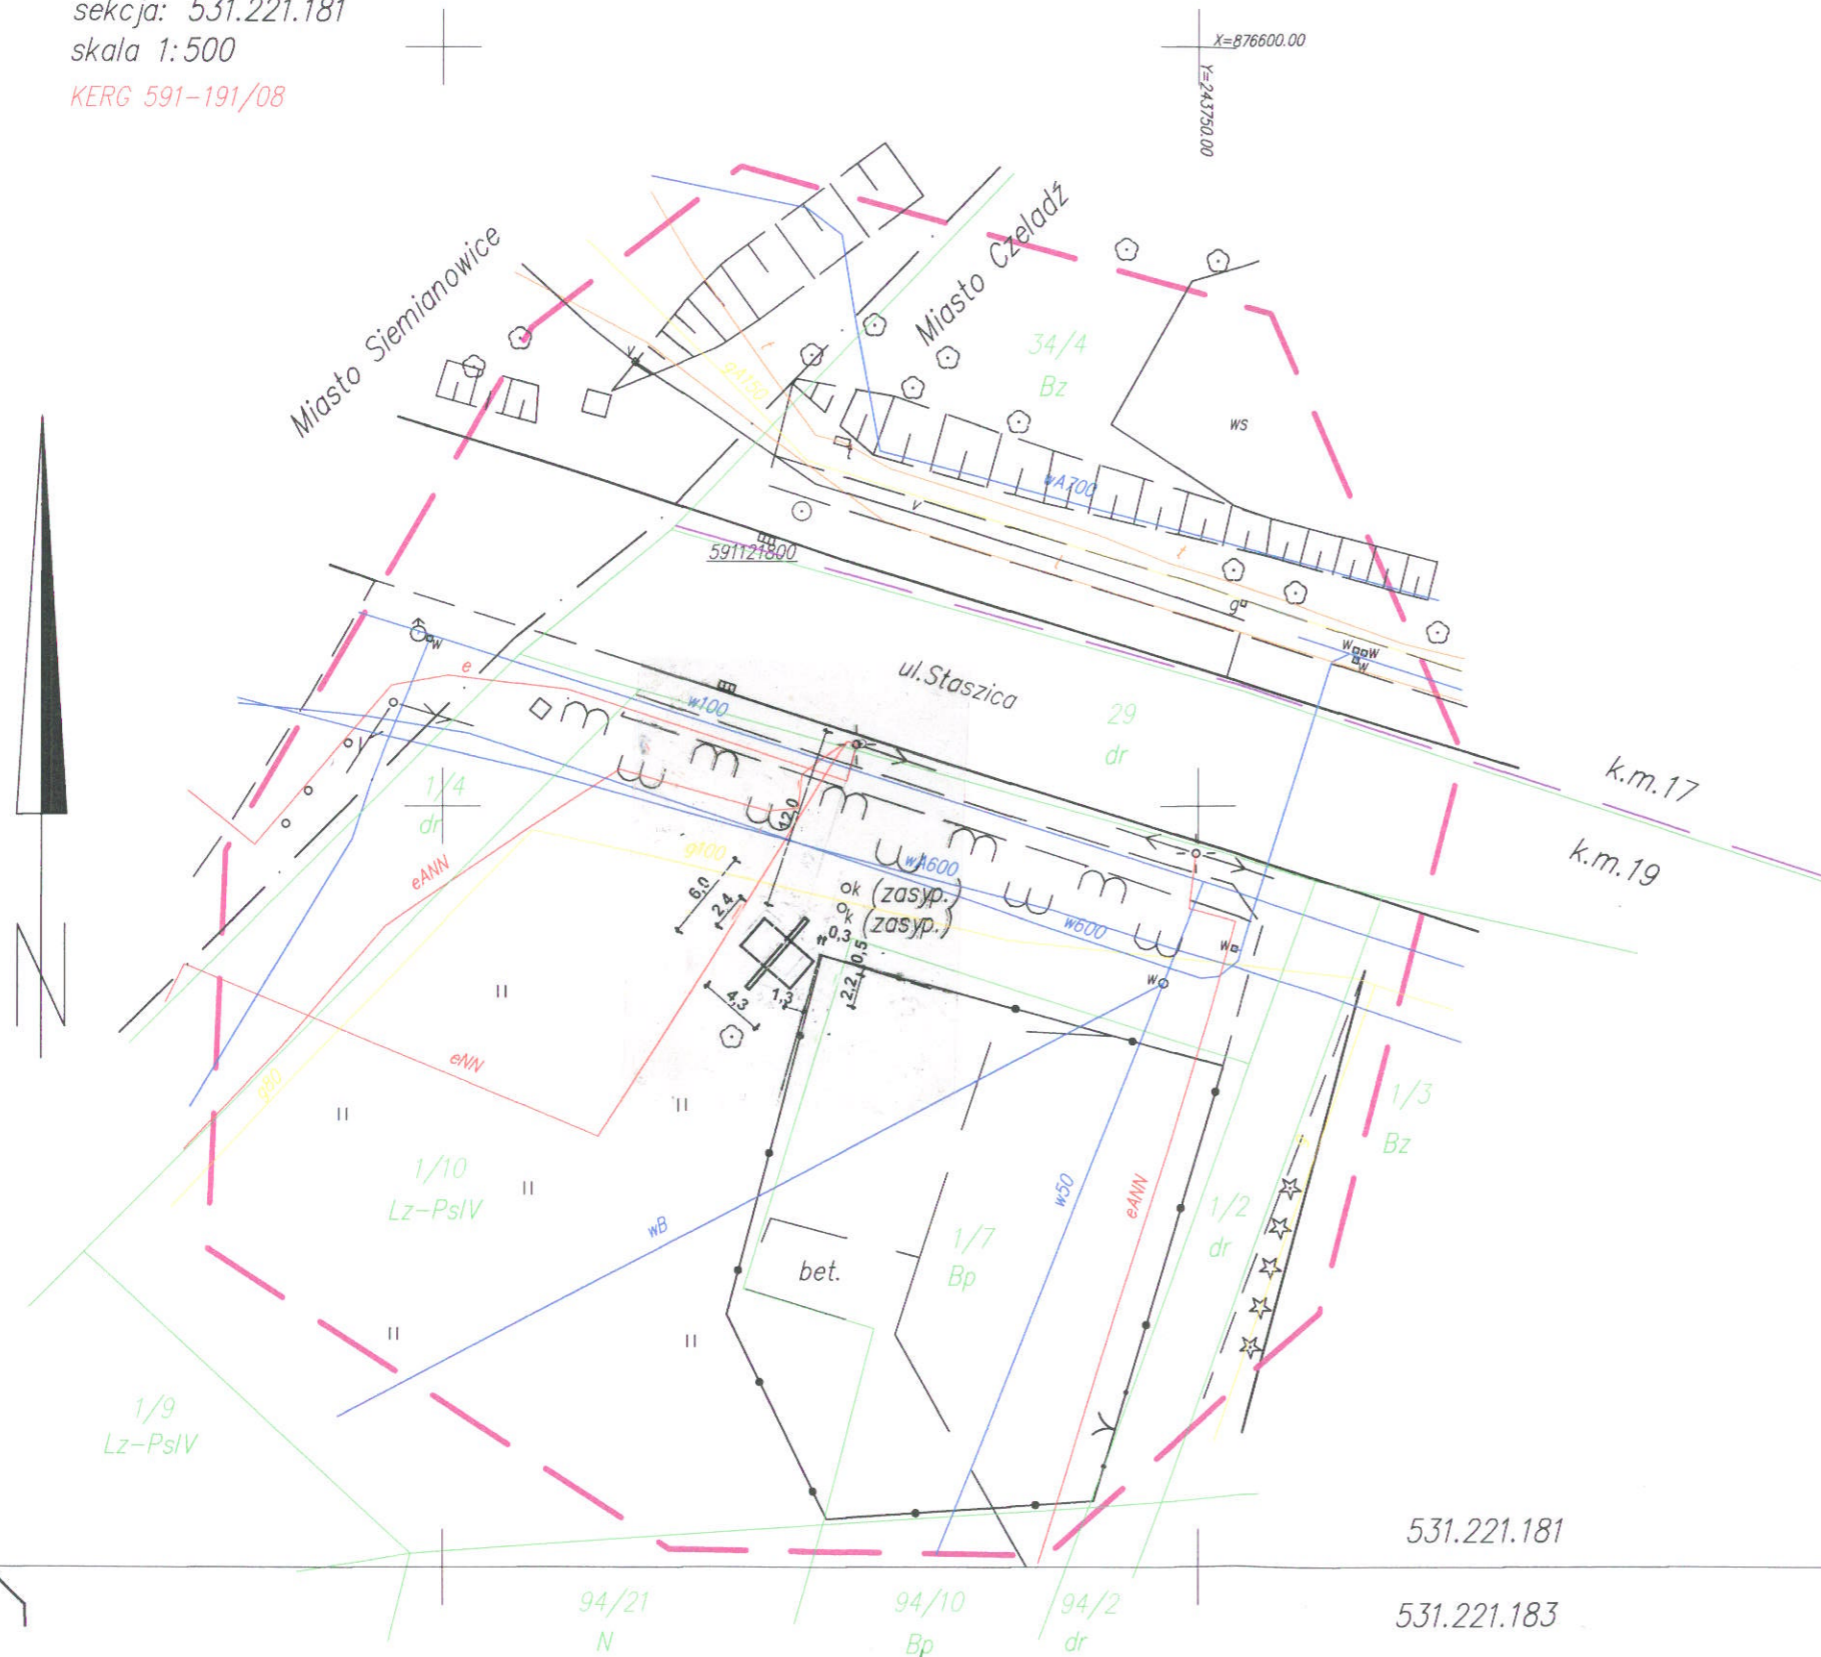 sekcja: 531.221.181
skala 1:500
KERG 591-191/08
X=876600.00
Y=243750.00
Miasto Siemianowice
Miasto Czeladź
34/4
Bz
ws
t
gA150
t
wA700
v
t
t
591121800
g
w
w
w
w
e
ul.Staszica
w100
29
dr
k.m.17
k.m.19
1/4
dr
12,0
eANN
g100
6,0
2,4
wA600
ok (zasyp.)
ok (zasyp.)
0,3
0,5
2,2
w600
w
w
4,3
1,3
eNN
g80
1/3
Bz
1/10
Lz-PsIV
w50
eANN
1/2
dr
wB
1/7
Bp
bet.
1/9
Lz-PsIV
531.221.181
94/21
N
94/10
Bp
94/2
dr
531.221.183
N